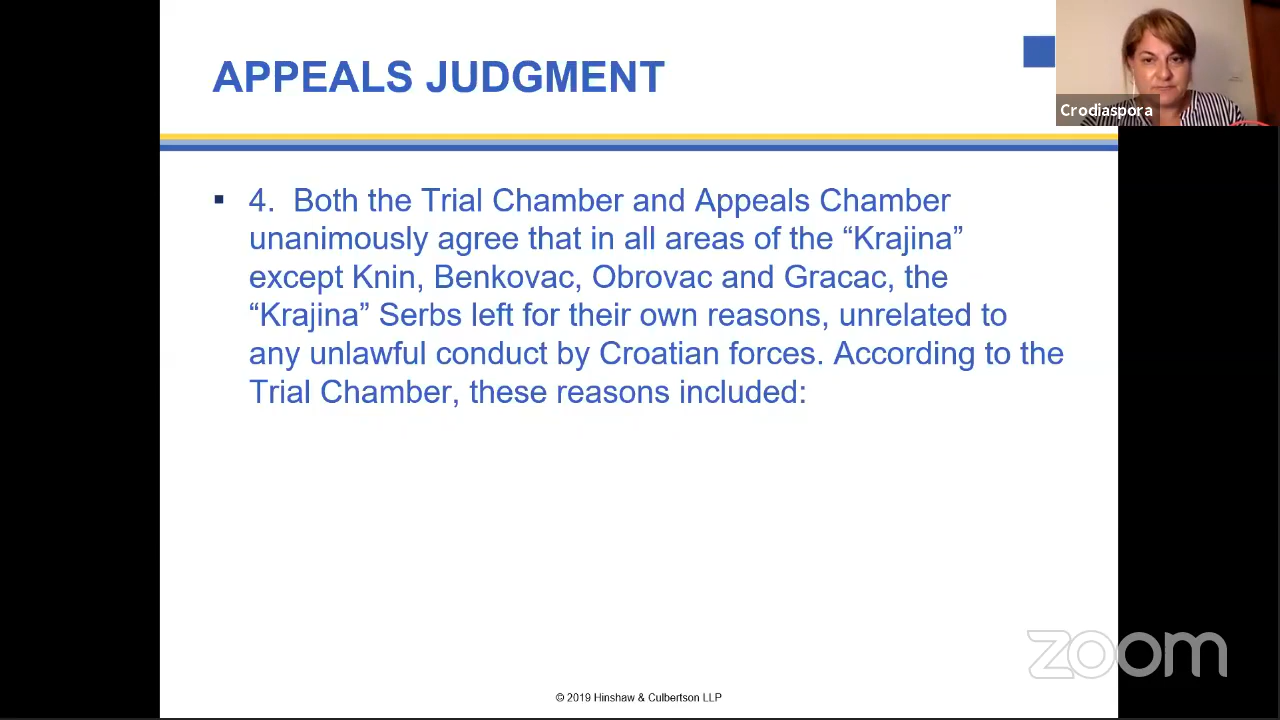 APPEALS JUDGMENT
Crodiaspora
▪ 4. Both the Trial Chamber and Appeals Chamber
unanimously agree that in all areas of the “Krajina”
except Knin, Benkovac, Obrovac and Gracac, the
“Krajina” Serbs left for their own reasons, unrelated to
any unlawful conduct by Croatian forces. According to the
Trial Chamber, these reasons included:
zoom
© 2019 Hinshaw & Culbertson LLP